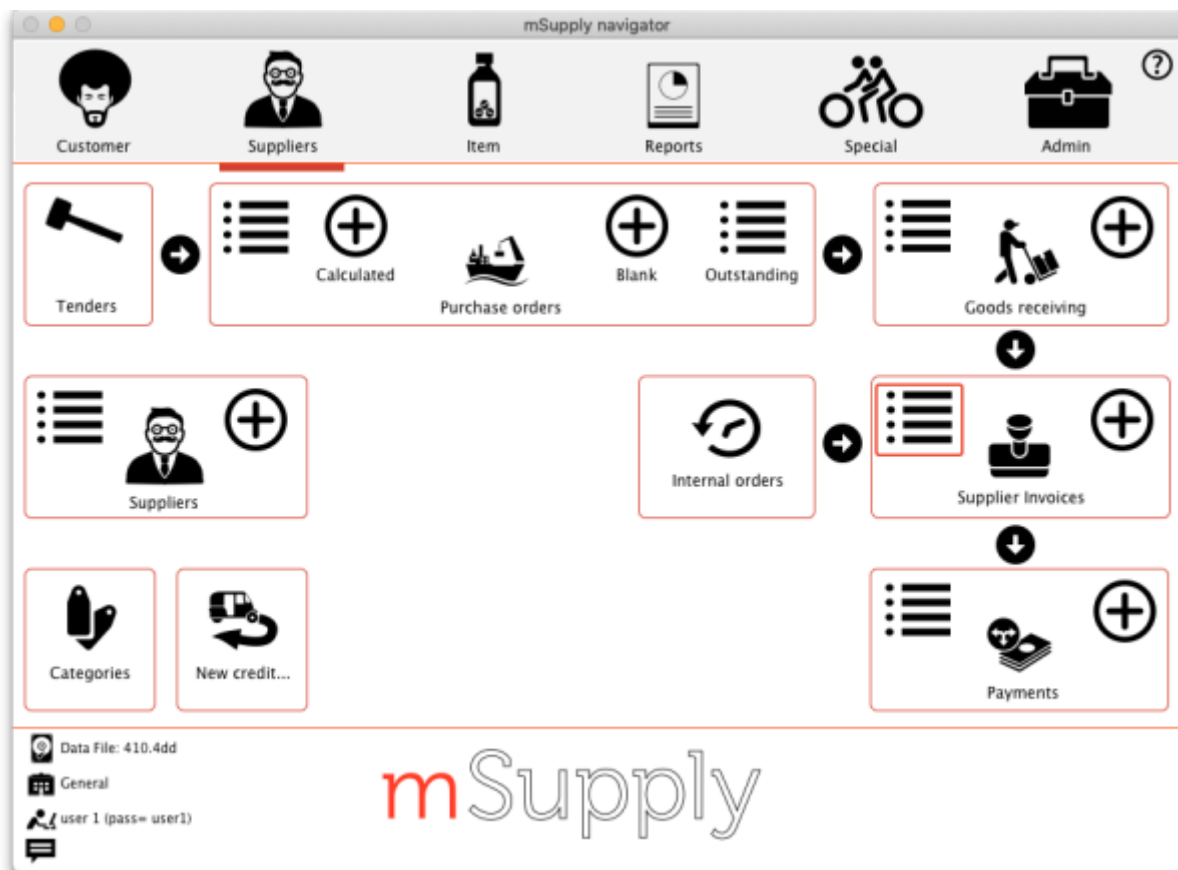 mSupply navigator
?
Customer
Suppliers
Item
Reports
Special
Admin
Calculated
Blank
Outstanding
Tenders
Purchase orders
Goods receiving
Internal orders
Suppliers
Supplier Invoices
Categories
New credit...
Payments
Data File: 410.4dd
General
user 1 (pass= user1)
mSupply